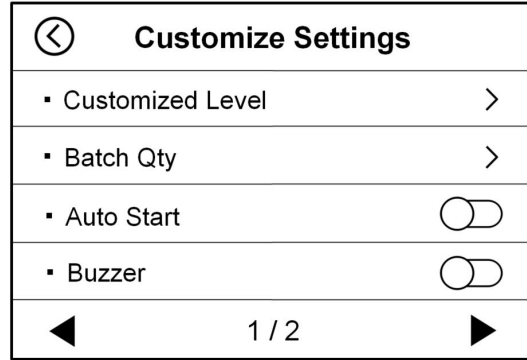 Customize Settings
▪ Customized Level
▪ Batch Qty
▪ Auto Start
▪ Buzzer
1 / 2